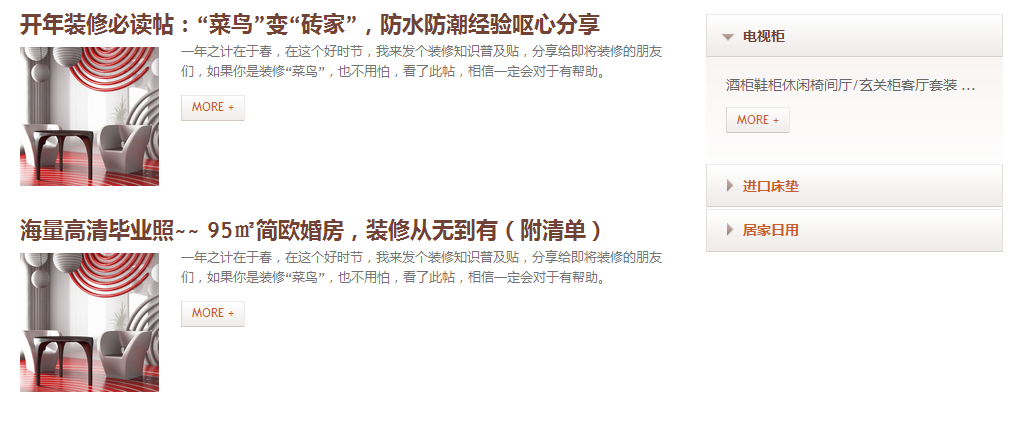 开年装修必读帖：“菜鸟”变“砖家”，防水防潮经验呕心分享
一年之计在于春，在这个好时节，我来发个装修知识普及贴，分享给即将装修的朋友
们，如果你是装修“菜鸟”，也不用怕，看了此帖，相信一定会对于有帮助。
MORE +
海量高清毕业照~~ 95㎡简欧婚房，装修从无到有（附清单）
一年之计在于春，在这个好时节，我来发个装修知识普及贴，分享给即将装修的朋友
们，如果你是装修“菜鸟”，也不用怕，看了此帖，相信一定会对于有帮助。
MORE +
电视柜
酒柜鞋柜休闲椅间厅/玄关柜客厅套装 ...
MORE +
进口床垫
居家日用